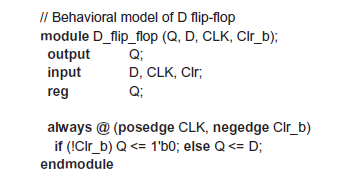 // Behavioral model of D flip-flop
module D_flip_flop (Q, D, CLK, Clr_b);
output Q;
input D, CLK, Clr;
reg Q;
always @ (posedge CLK, negedge Clr_b)
if (!Clr_b) Q <= 1'b0; else Q <= D;
endmodule